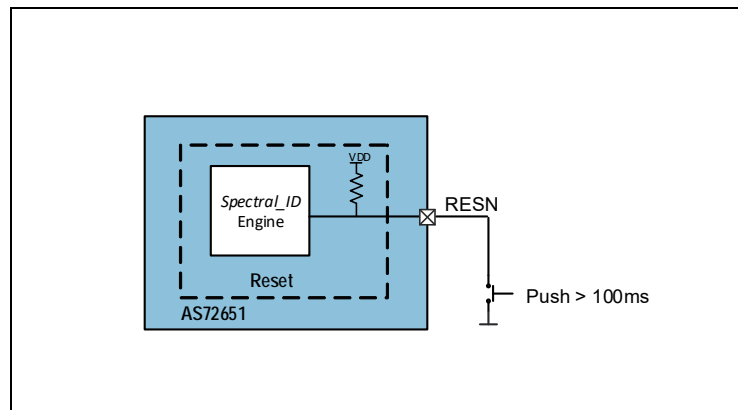 VDD
Spectral_ID
Engine
RESN
Reset
Push > 100ms
AS72651